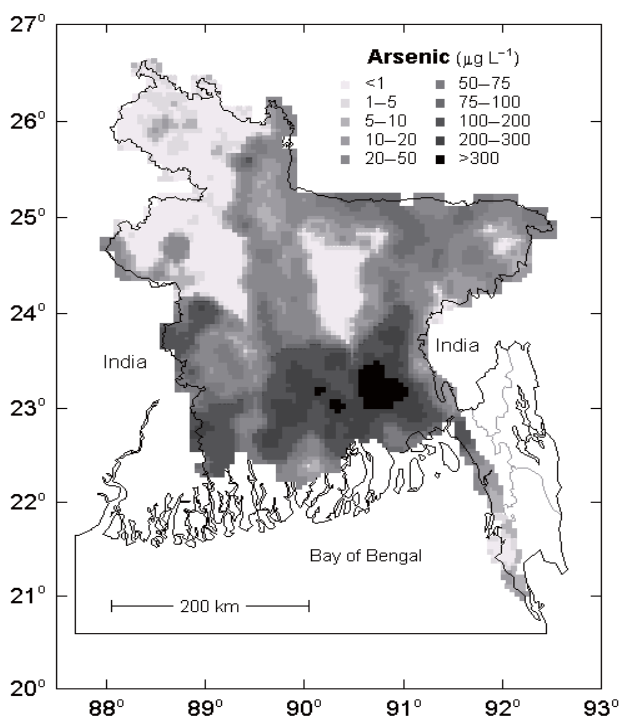 27°
Arsenic (μg L⁻¹)
<1 50–75
1–5 75–100
5–10 100–200
10–20 200–300
20–50 >300
26°
25°
24°
India India
23°
22°
Bay of Bengal
21°
200 km
20°
88° 89° 90° 91° 92° 93°